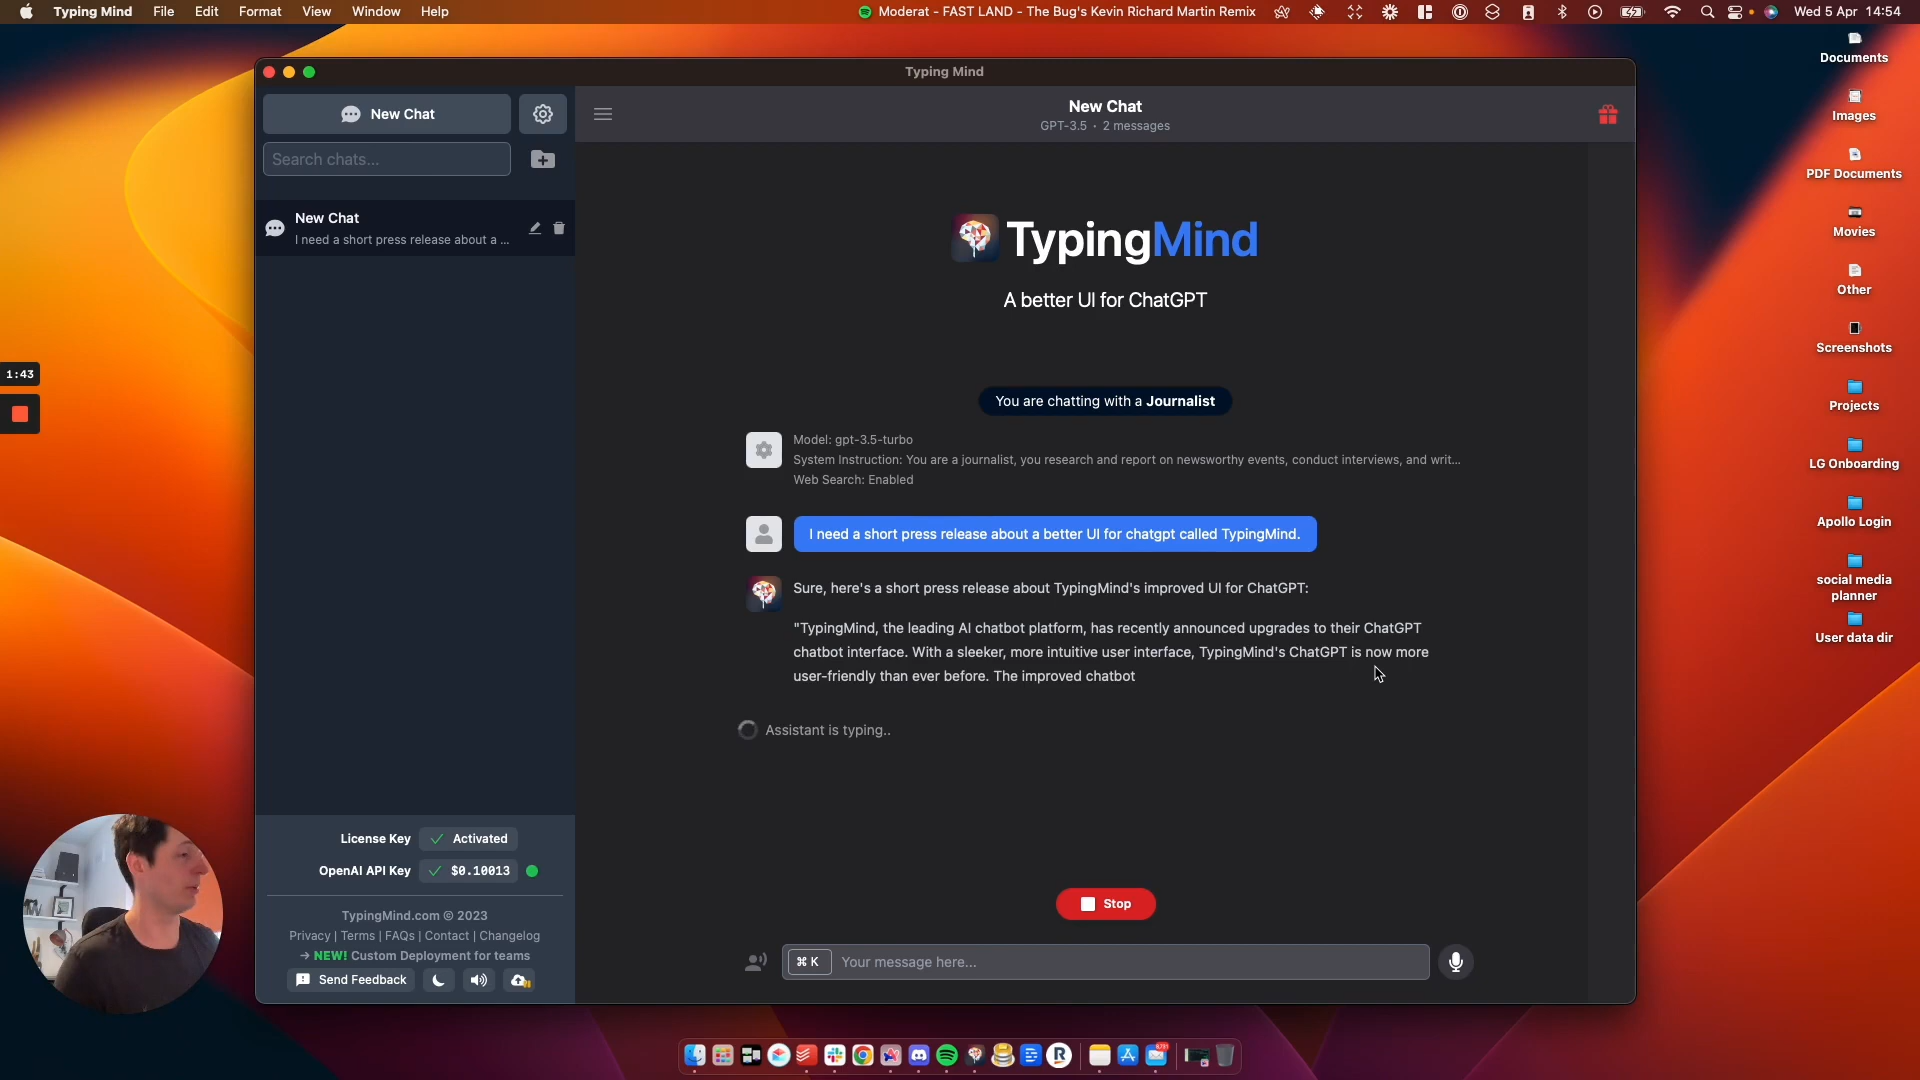 Typing Mind File Edit Format View Window Help
Moderat - FAST LAND - The Bug's Kevin Richard Martin Remix
Wed 5 Apr 14:54
Typing Mind
New Chat
Search chats...
New Chat
I need a short press release about a ...
New Chat
GPT-3.5 · 2 messages
TypingMind
A better UI for ChatGPT
You are chatting with a Journalist
Model: gpt-3.5-turbo
System Instruction: You are a journalist, you research and report on newsworthy events, conduct interviews, and writ...
Web Search: Enabled
I need a short press release about a better UI for chatgpt called TypingMind.
Sure, here's a short press release about TypingMind's improved UI for ChatGPT:
"TypingMind, the leading AI chatbot platform, has recently announced upgrades to their ChatGPT
chatbot interface. With a sleeker, more intuitive user interface, TypingMind's ChatGPT is now more
user-friendly than ever before. The improved chatbot
Assistant is typing..
Stop
⌘ K Your message here...
License Key Activated
OpenAI API Key $0.10013
TypingMind.com © 2023
Privacy | Terms | FAQs | Contact | Changelog
→ NEW! Custom Deployment for teams
Send Feedback
1:43
Documents
Images
PDF Documents
Movies
Other
Screenshots
Projects
LG Onboarding
Apollo Login
social media
planner
User data dir